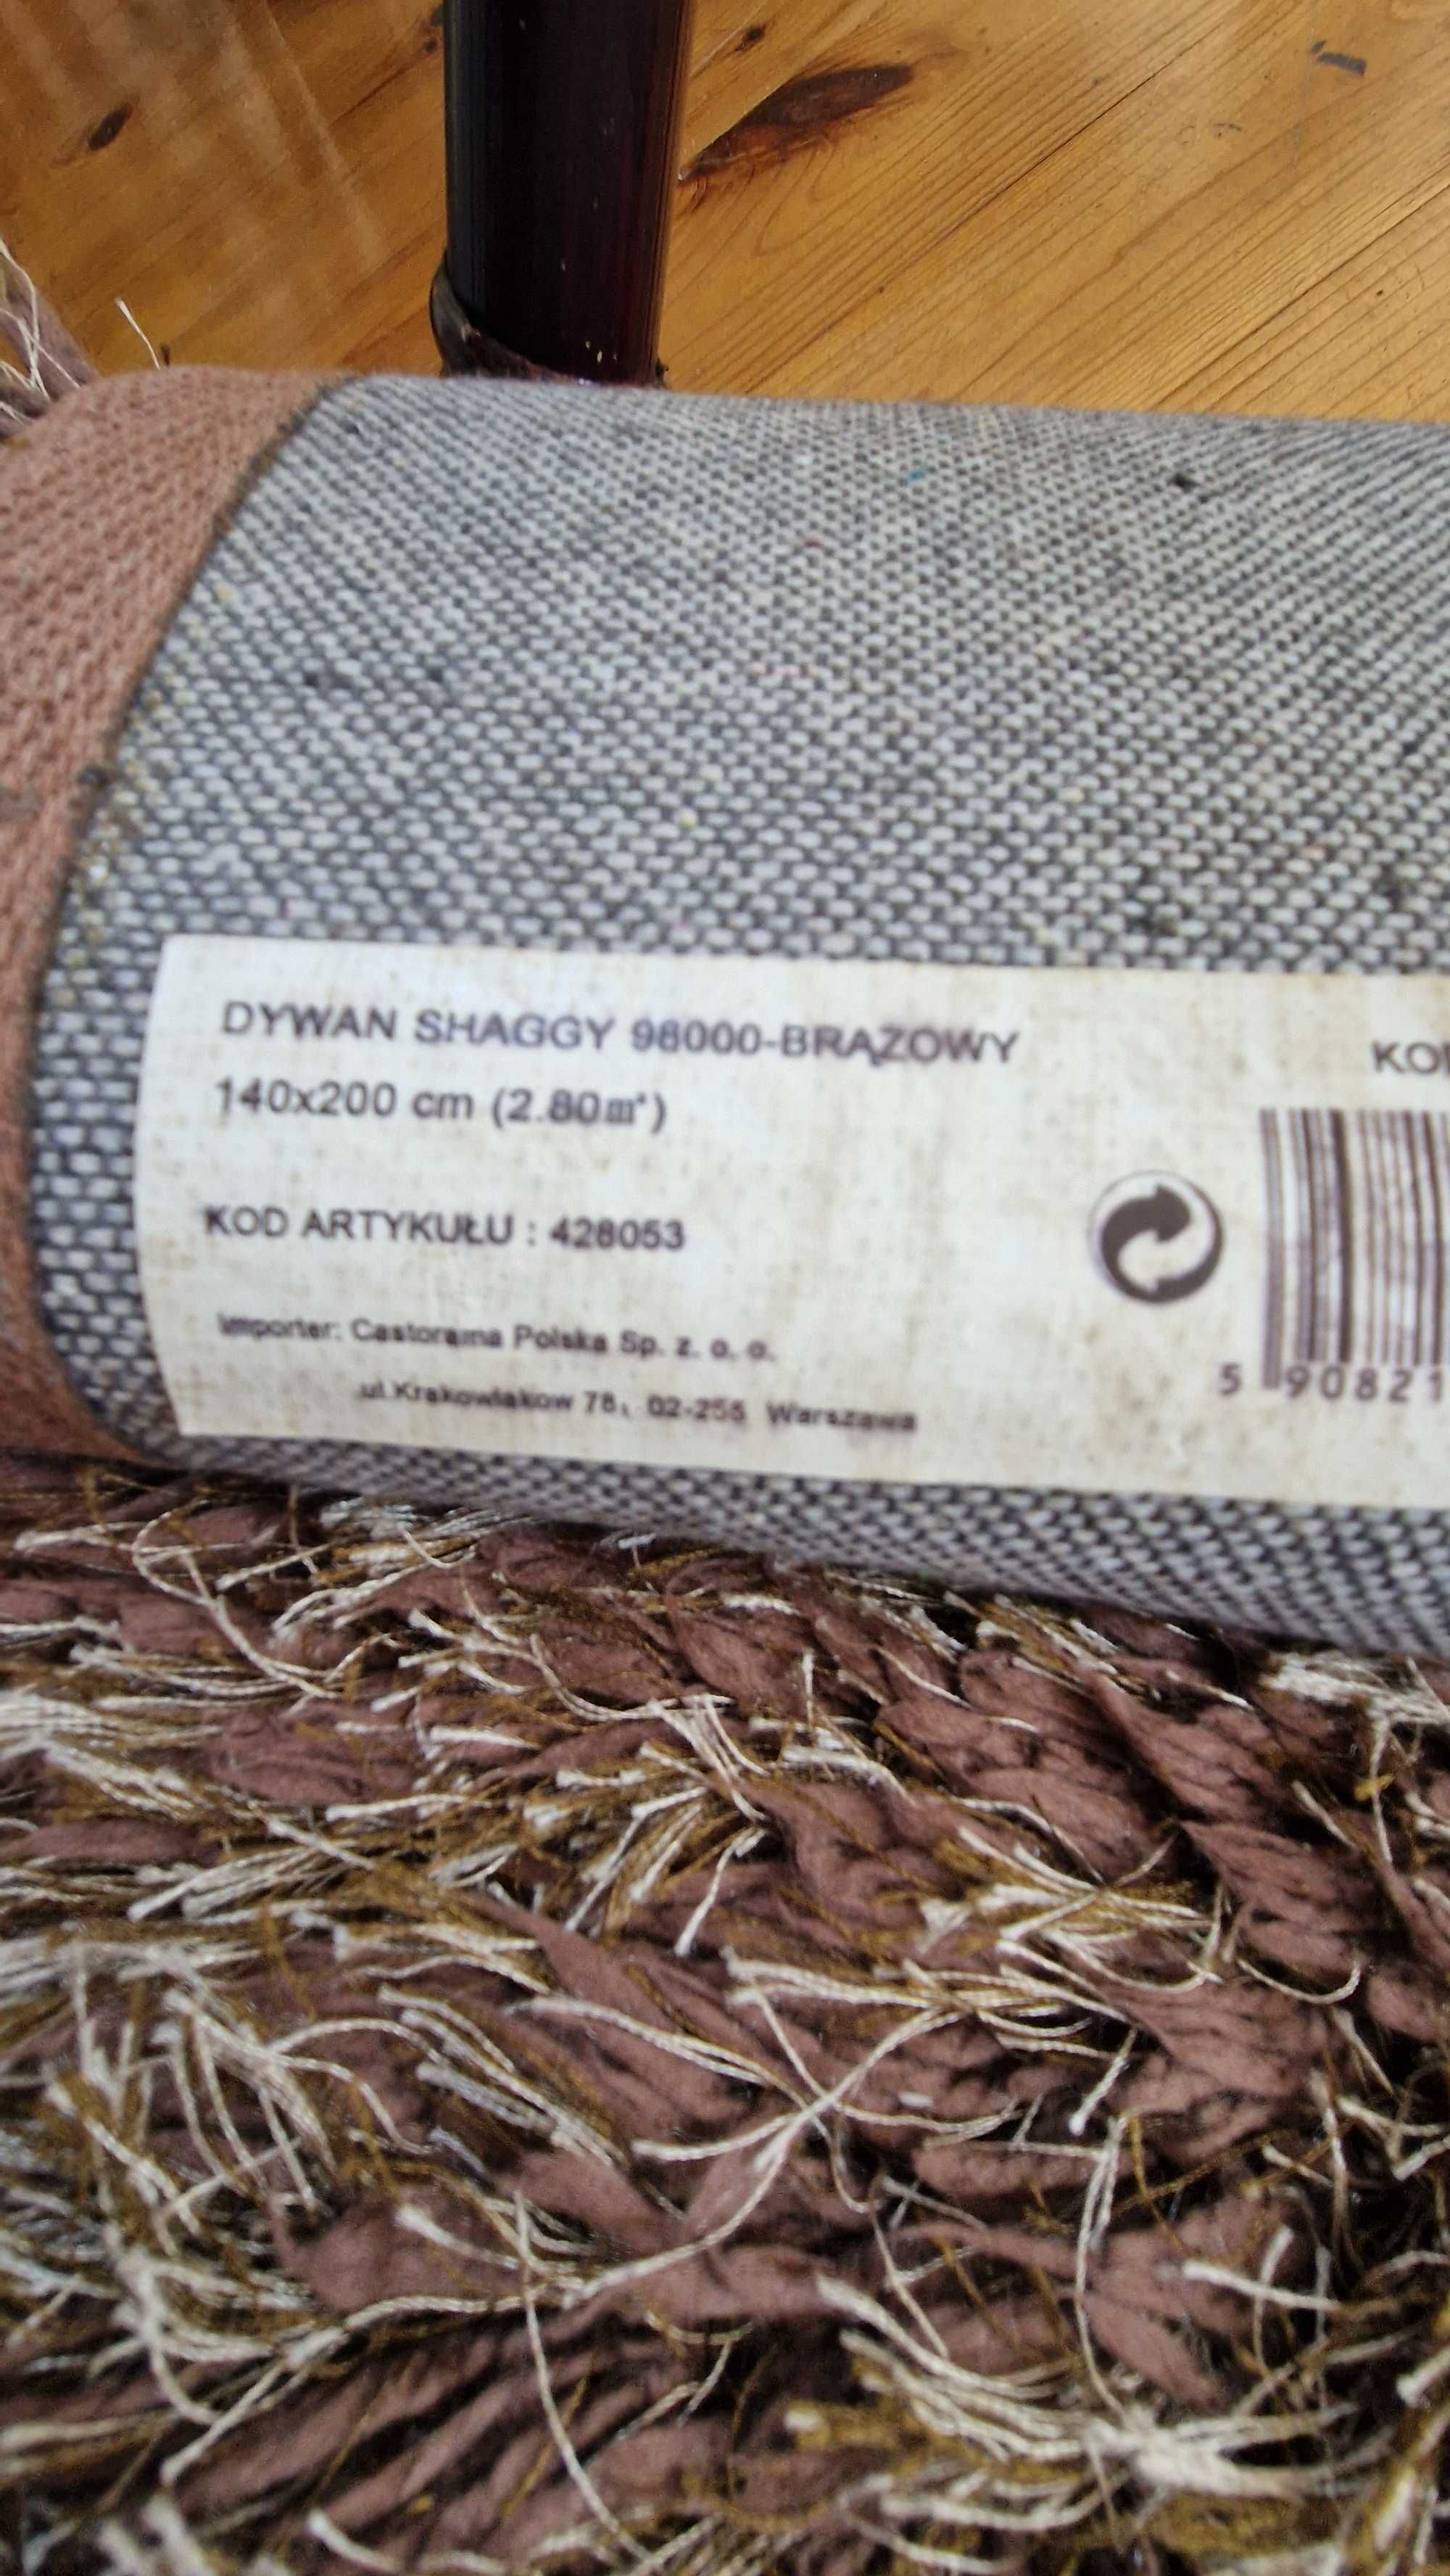 DYWAN SHAGGY 98000-BRĄZOWY
140x200 cm (2.80㎡)
KOD ARTYKUŁU : 428053
Importer: Castorama Polska Sp. z. o. o.
ul.Krakowiakow 78, 02-255 Warszawa
5 90821